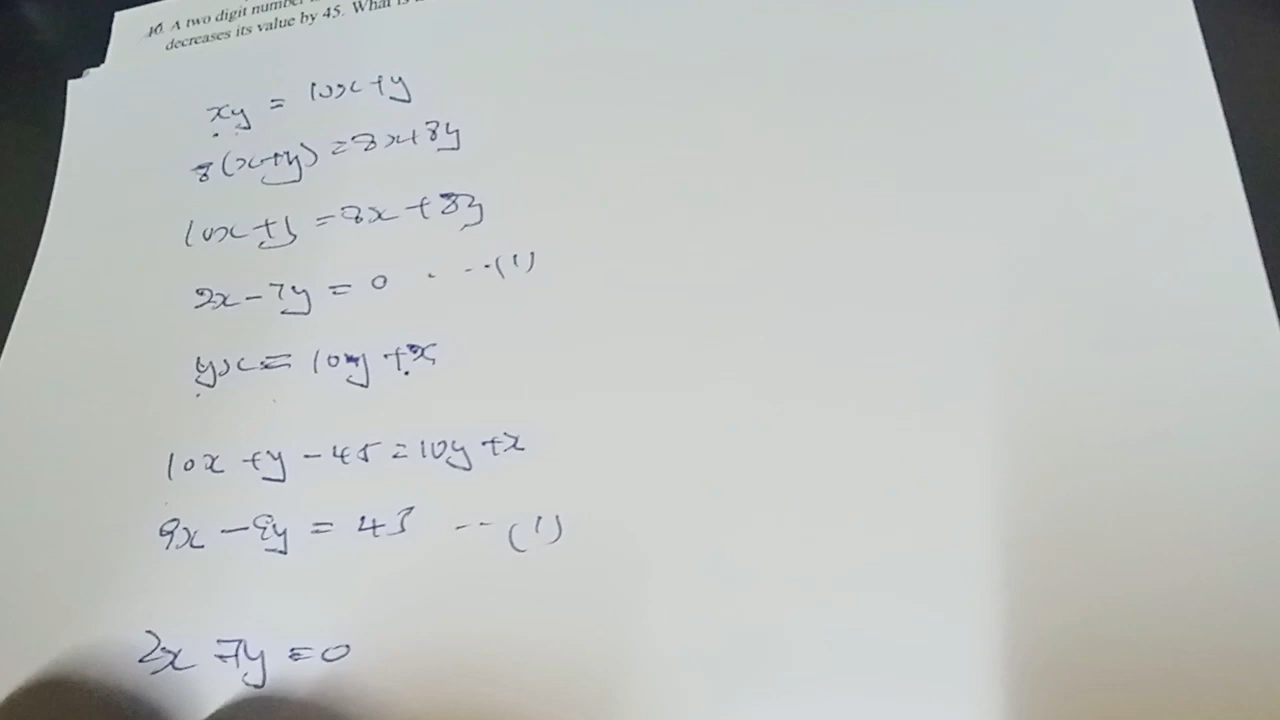 16. A two digit number
decreases its value by 45. What is
xy = 10x+y
8(x+y) = 8x+8y
10x+y = 8x+8y
2x-7y = 0 ---(1)
yx = 10y+x
10x+y-45=10y+x
9x-9y = 45 --(1)
2x-7y=0